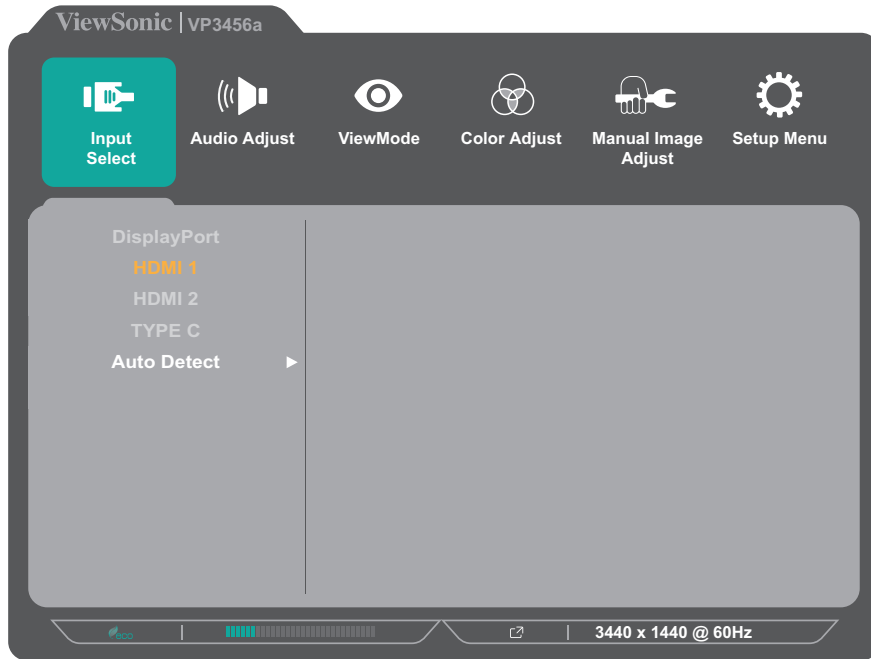 ViewSonic | VP3456a
Input Select
Audio Adjust
ViewMode
Color Adjust
Manual Image Adjust
Setup Menu
DisplayPort
HDMI 1
HDMI 2
TYPE C
Auto Detect
eco
3440 x 1440 @ 60Hz